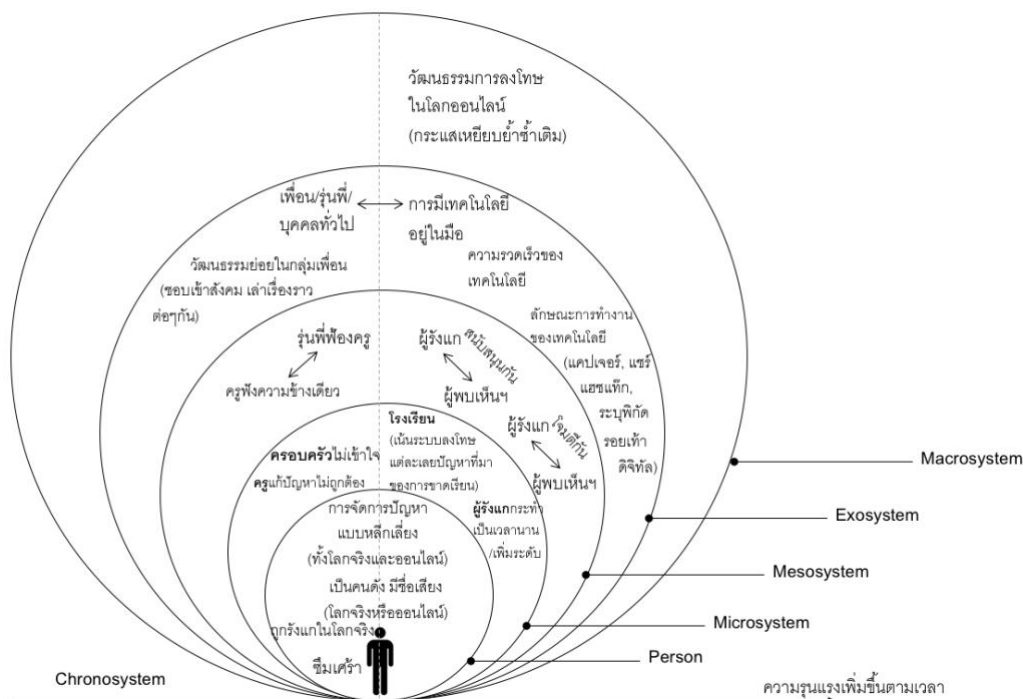 วัฒนธรรมการลงโทษ
ในโลกออนไลน์
(กระแสเหยียบย้ำซ้ำเติม)
เพื่อน/รุ่นพี่/
บุคคลทั่วไป
การมีเทคโนโลยี
อยู่ในมือ
ความรวดเร็วของ
เทคโนโลยี
วัฒนธรรมย่อยในกลุ่มเพื่อน
(ชอบเข้าสังคม เล่าเรื่องราว
ต่อๆกัน)
ลักษณะการทำงาน
ของเทคโนโลยี
(แคปเจอร์, แชร์
แฮชแท็ก,
ระบุพิกัด
รอยเท้า
ดิจิทัล)
รุ่นพี่ฟ้องครู
ครูฟังความข้างเดียว
ผู้รังแก
สนับสนุนกัน
ผู้พบเห็นฯ
ผู้รังแก
โจมตีกัน
ผู้พบเห็นฯ
โรงเรียน
(เน้นระบบลงโทษ
แต่ละเลยปัญหาที่มา
ของการขาดเรียน)
ครอบครัวไม่เข้าใจ
ครูแก้ปัญหาไม่ถูกต้อง
ผู้รังแกกระทำ
เป็นเวลานาน
/เพิ่มระดับ
การจัดการปัญหา
แบบหลีกเลี่ยง
(ทั้งโลกจริงและออนไลน์)
เป็นคนดัง มีชื่อเสียง
(โลกจริงหรือออนไลน์)
ถูกรังแกในโลกจริง
ซึมเศร้า
Macrosystem
Exosystem
Mesosystem
Microsystem
Person
Chronosystem
ความรุนแรงเพิ่มขึ้นตามเวลา